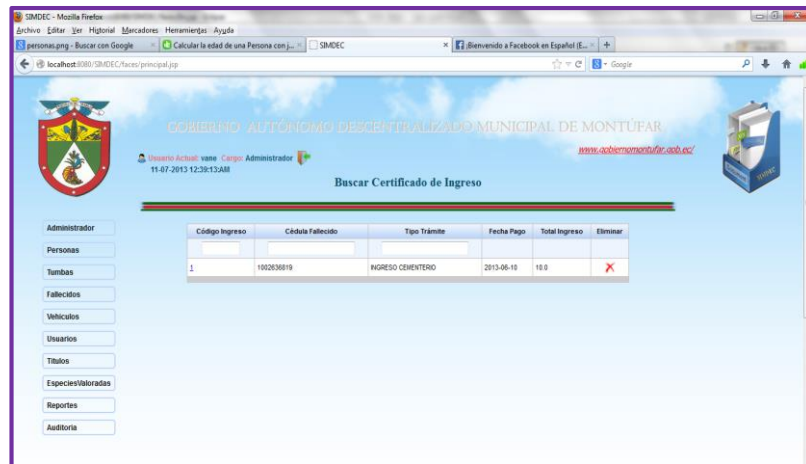 SIMDEC - Mozilla Firefox
Archivo Editar Ver Historial Marcadores Herramientas Ayuda
personas.png - Buscar con Google × Calcular la edad de una Persona con j... × SIMDEC × ¡Bienvenido a Facebook en Español (E... × +
localhost:8080/SIMDEC/faces/principal.jsp Google
GOBIERNO AUTÓNOMO DESCENTRALIZADO MUNICIPAL DE MONTÚFAR
www.gobiernomontufar.gob.ec/
Usuario Actual: vane Cargo: Administrador
11-07-2013 12:39:13:AM
SIMDEC
Buscar Certificado de Ingreso
Administrador
Personas
Tumbas
Fallecidos
Vehículos
Usuarios
Títulos
EspeciesValoradas
Reportes
Auditoría
Código Ingreso Cédula Fallecido Tipo Trámite Fecha Pago Total Ingreso Eliminar
1 1002636019 INGRESO CEMENTERIO 2013-06-10 10.0